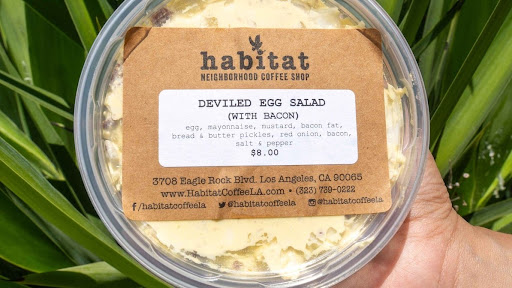 habitat
NEIGHBORHOOD COFFEE SHOP
DEVILED EGG SALAD
(WITH BACON)
egg, mayonnaise, mustard, bacon fat,
bread & butter pickles, red onion, bacon,
salt & pepper
$8.00
3708 Eagle Rock Blvd. Los Angeles, CA 90065
www.HabitatCoffeeLA.com • (323) 739-0222
/habitatcoffeela @habitatcoffeela @habitatcoffeela